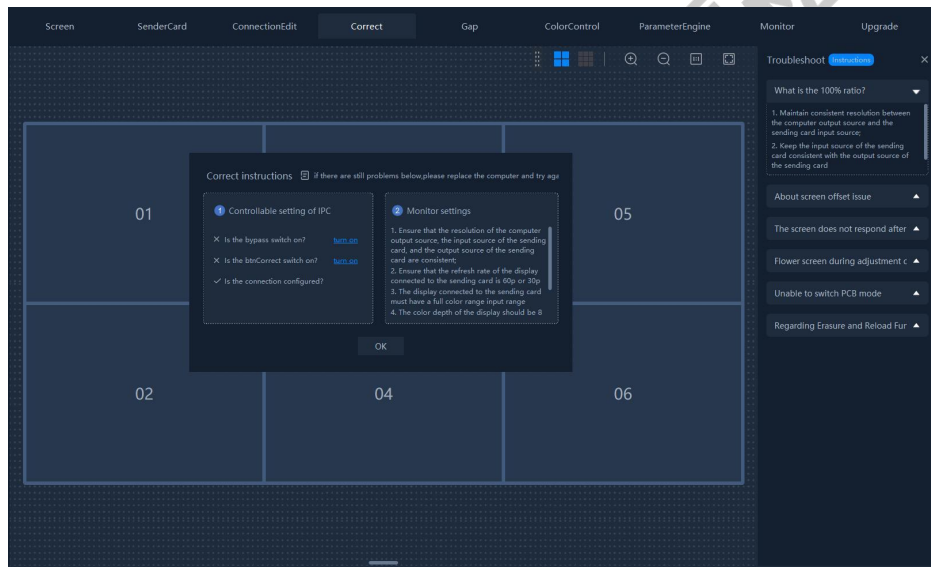 Screen SenderCard ConnectionEdit Correct Gap ColorControl ParameterEngine Monitor Upgrade
Troubleshoot Instructions
What is the 100% ratio?
1. Maintain consistent resolution between
the computer output source and the
sending card input source;
2. Keep the input source of the sending
card consistent with the output source of
the sending card
About screen offset issue
The screen does not respond after
Flower screen during adjustment c
Unable to switch PCB mode
Regarding Erasure and Reload Fur
01
05
02
04
06
Correct instructions if there are still problems below,please replace the computer and try aga
1 Controllable setting of IPC
Is the bypass switch on? turn on
Is the btnCorrect switch on? turn on
Is the connection configured?
2 Monitor settings
1. Ensure that the resolution of the computer
output source, the input source of the sending
card, and the output source of the sending
card are consistent;
2. Ensure that the refresh rate of the display
connected to the sending card is 60p or 30p
3. The display connected to the sending card
must have a full color range input range
4. The color depth of the display should be 8
OK